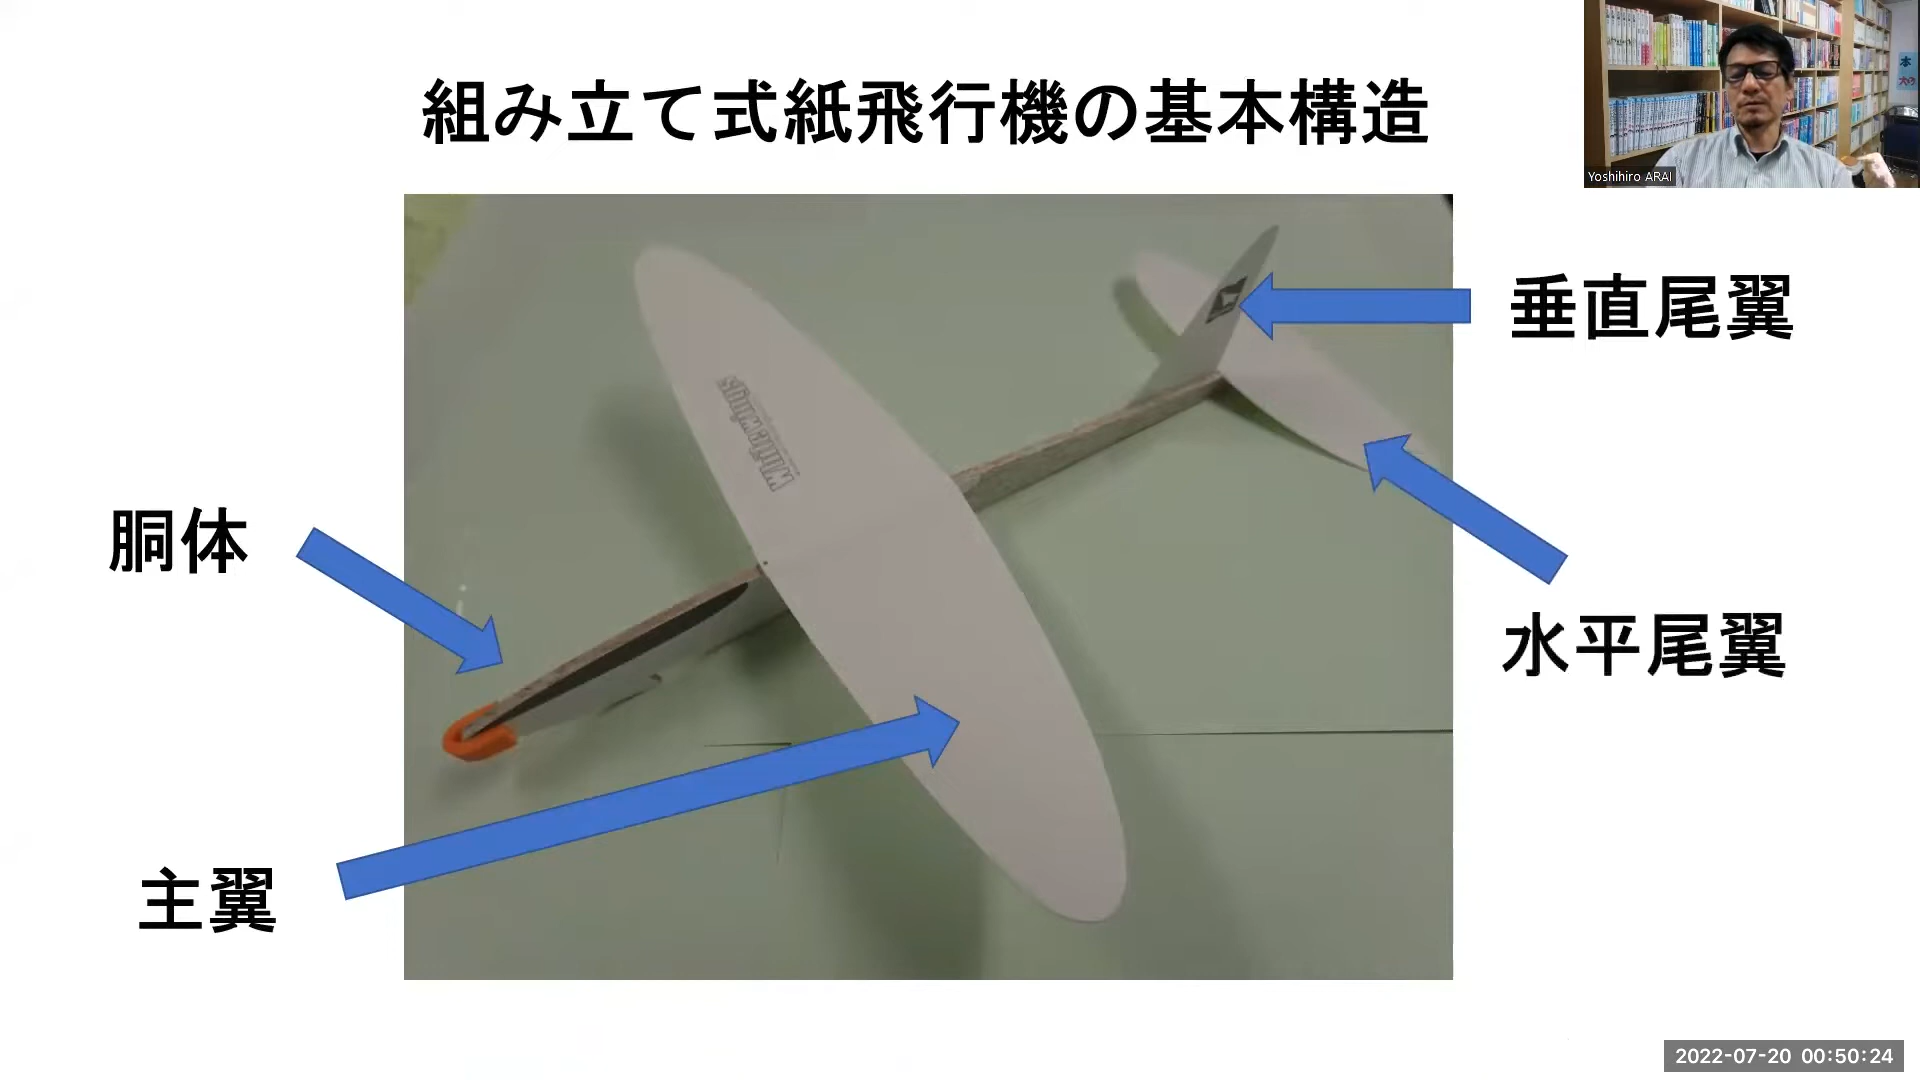 組み立て式紙飛行機の基本構造
Yoshihiro ARAI
垂直尾翼
WhiteWings
胴体
水平尾翼
主翼
2022-07-20 00:50:24